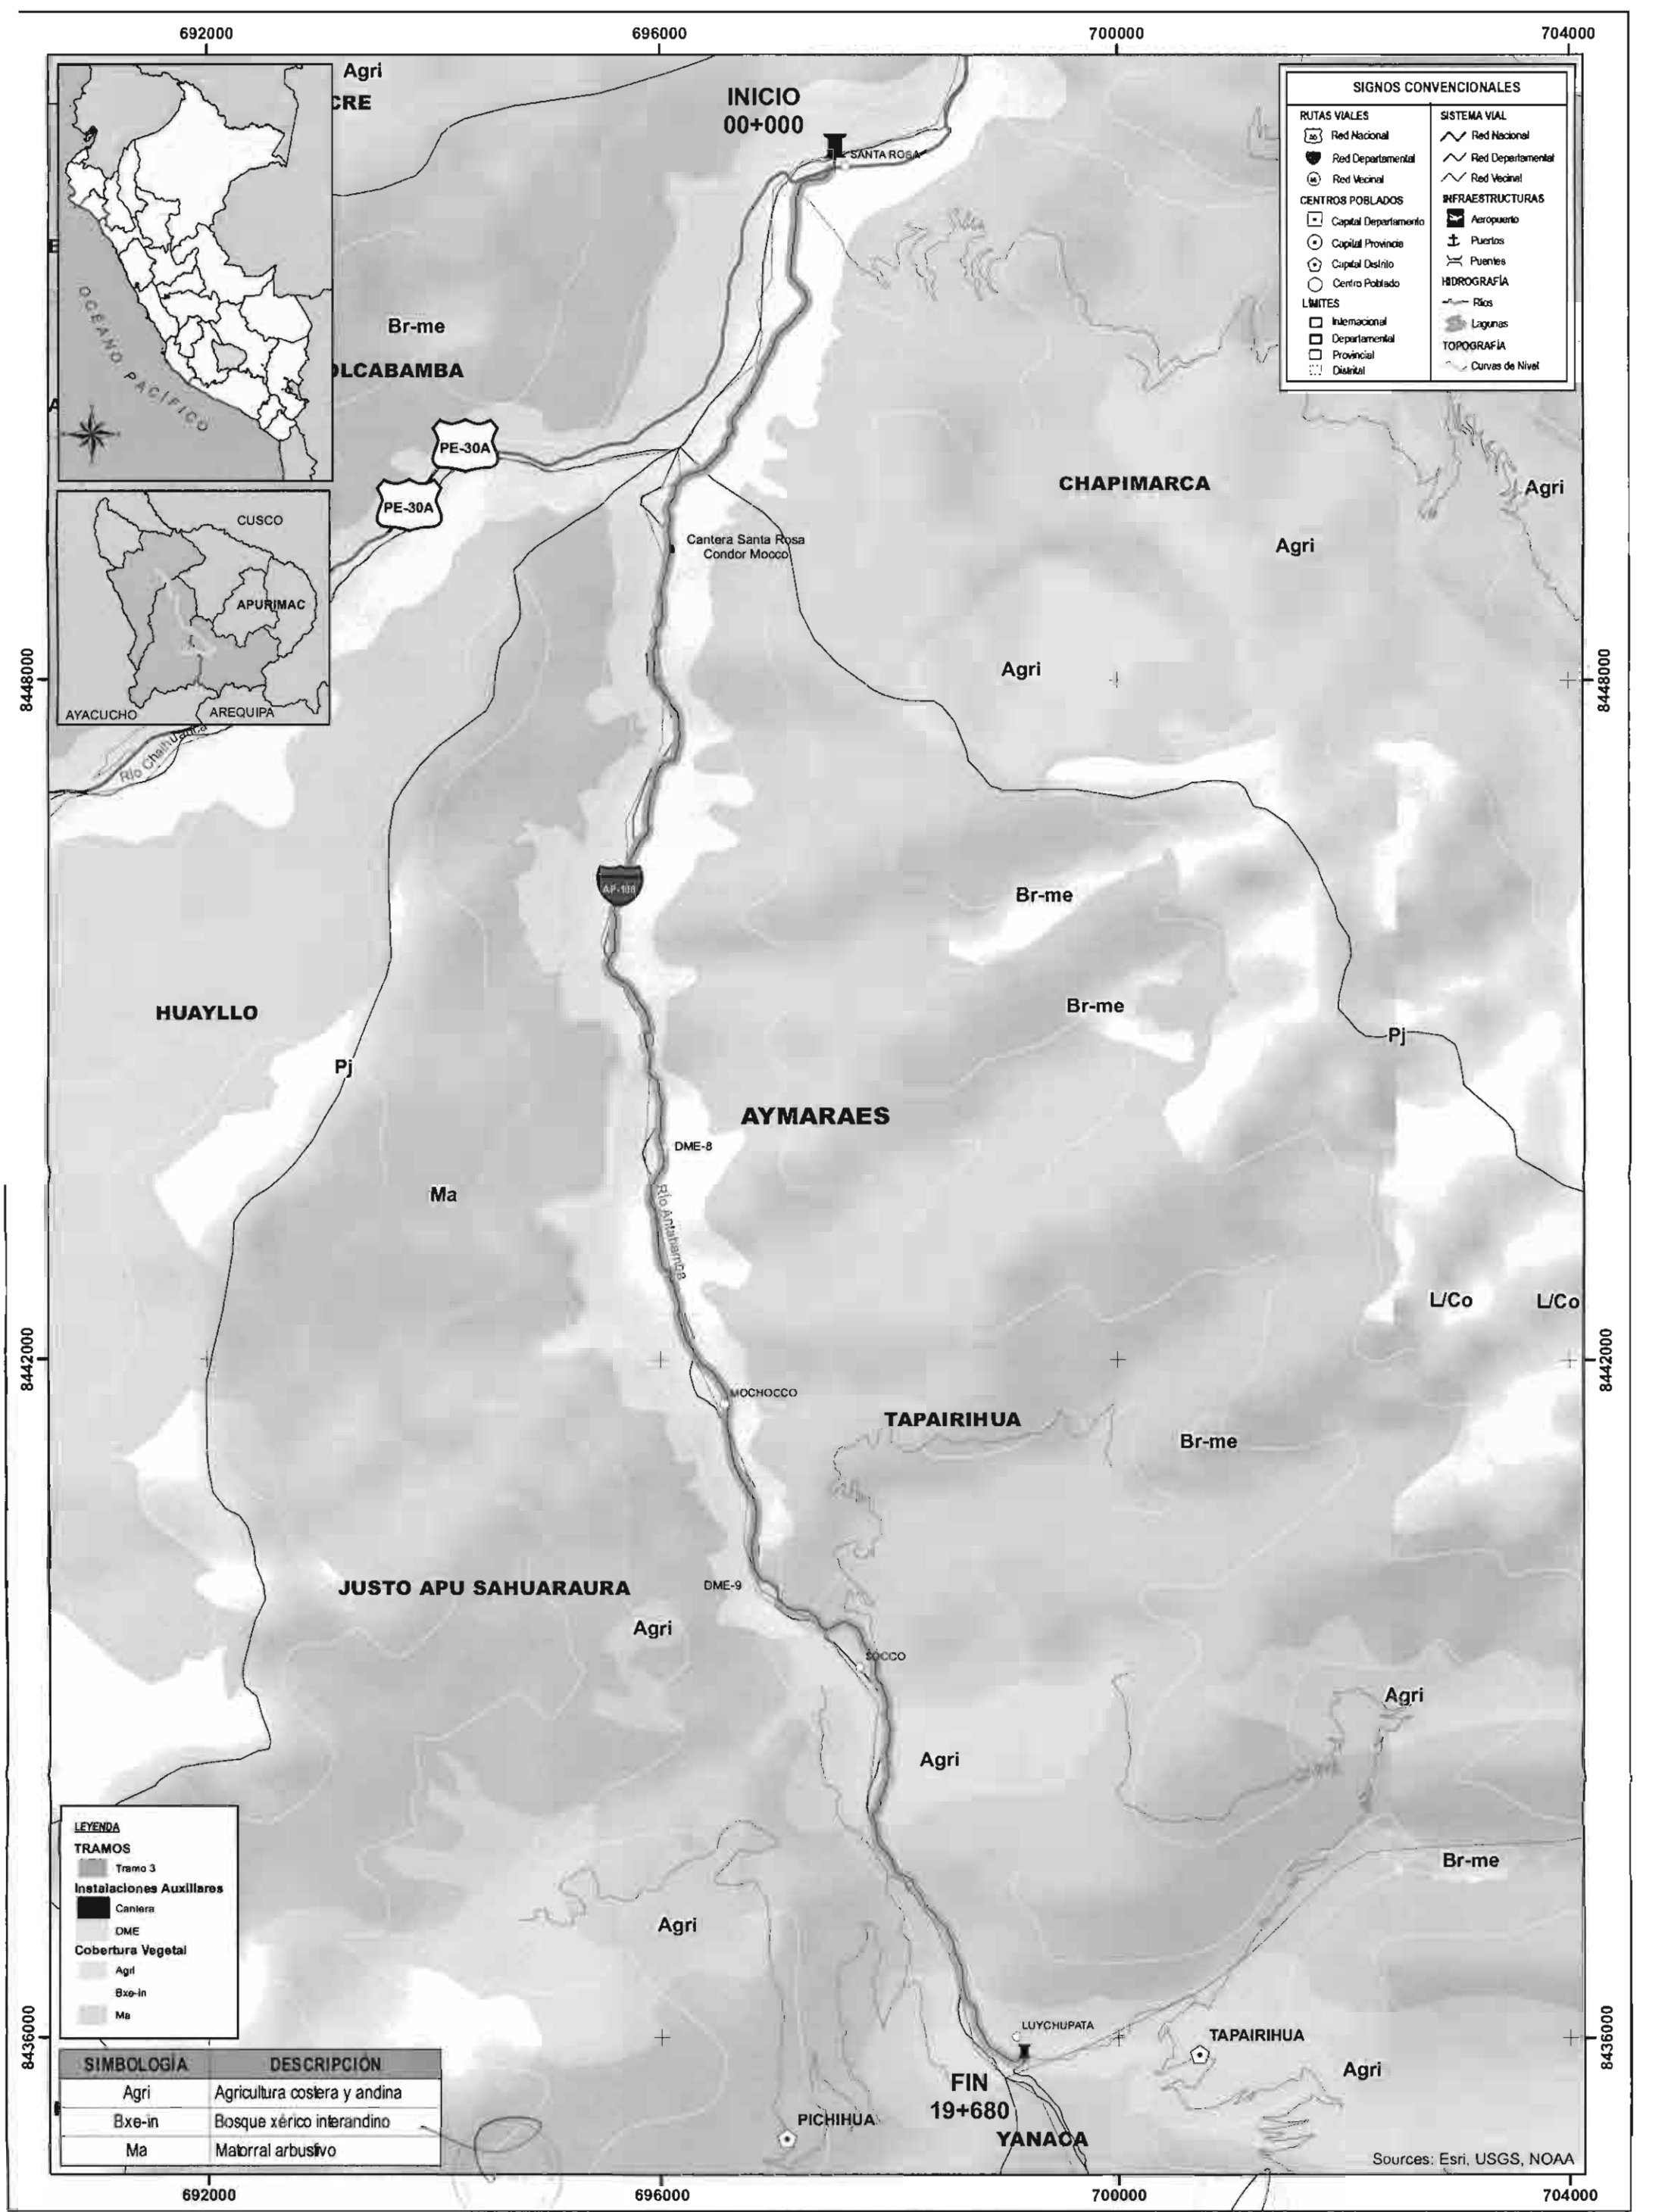 692000
696000
700000
704000
Agri
CRE
INICIO
00+000
SANTA ROSA
OCEANO PACÍFICO
Br-me
OLCABAMBA
PE-30A
PE-30A
CUSCO
APURIMAC
AYACUCHO
AREQUIPA
SIGNOS CONVENCIONALES
RUTAS VIALES
Red Nacional
Red Departamental
Red Vecinal
CENTROS POBLADOS
Capital Departamento
Capital Provincia
Capital Distrito
Centro Poblado
LÍMITES
Internacional
Departamental
Provincial
Distrital
SISTEMA VIAL
Red Nacional
Red Departamental
Red Vecinal
INFRAESTRUCTURAS
Aeropuerto
Puertos
Puentes
HIDROGRAFÍA
Ríos
Lagunas
TOPOGRAFÍA
Curvas de Nivel
CHAPIMARCA
Agri
Agri
Cantera Santa Rosa
Condor Mocco
Agri
8448000
8448000
Río Chalhuanca
AP-108
Br-me
Br-me
HUAYLLO
Pj
Pj
AYMARAES
DME-8
Ma
Río Antabamba
L/Co
L/Co
8442000
8442000
MOCHOCCO
TAPAIRIHUA
Br-me
DME-9
JUSTO APU SAHUARAURA
Agri
SOCCO
Agri
Agri
Br-me
Agri
LEYENDA
TRAMOS
Tramo 3
Instalaciones Auxiliares
Cantera
DME
Cobertura Vegetal
Agri
Bxe-in
Ma
8436000
8436000
LUYCHUPATA
TAPAIRIHUA
Agri
FIN
19+680
YANACA
PICHIHUA
SIMBOLOGÍA DESCRIPCIÓN
Agri Agricultura costera y andina
Bxe-in Bosque xérico interandino
Ma Matorral arbustivo
Sources: Esri, USGS, NOAA
692000
696000
700000
704000